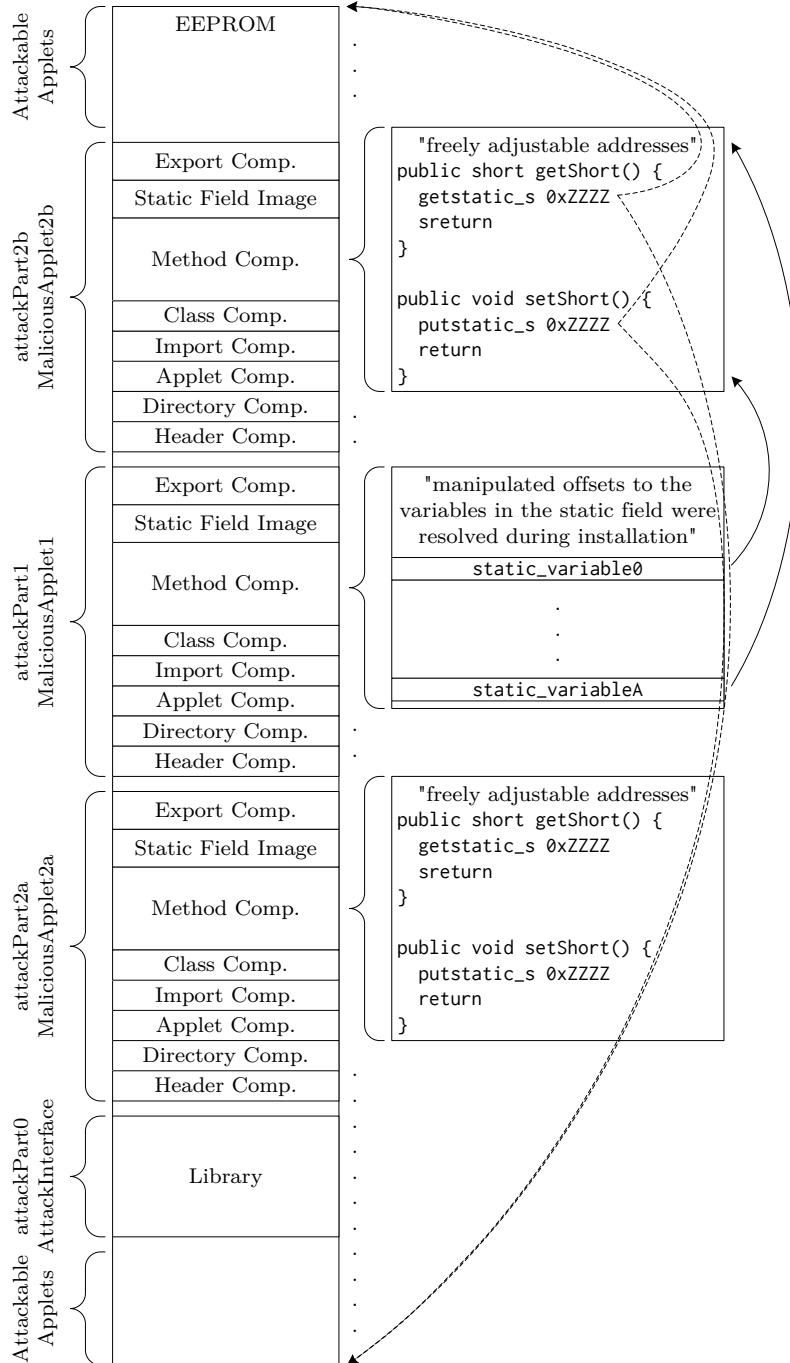 EEPROM
Attackable
Applets
attackPart2b
MaliciousApplet2b
Export Comp.
Static Field Image
Method Comp.
Class Comp.
Import Comp.
Applet Comp.
Directory Comp.
Header Comp.
"freely adjustable addresses"
public short getShort() {
getstatic_s 0xZZZZ
sreturn
}
public void setShort() {
putstatic_s 0xZZZZ
return
}
attackPart1
MaliciousApplet1
Export Comp.
Static Field Image
Method Comp.
Class Comp.
Import Comp.
Applet Comp.
Directory Comp.
Header Comp.
"manipulated offsets to the
variables in the static field were
resolved during installation"
static_variable0
static_variableA
attackPart2a
MaliciousApplet2a
Export Comp.
Static Field Image
Method Comp.
Class Comp.
Import Comp.
Applet Comp.
Directory Comp.
Header Comp.
"freely adjustable addresses"
public short getShort() {
getstatic_s 0xZZZZ
sreturn
}
public void setShort() {
putstatic_s 0xZZZZ
return
}
attackPart0
AttackInterface
Library
Attackable
Applets